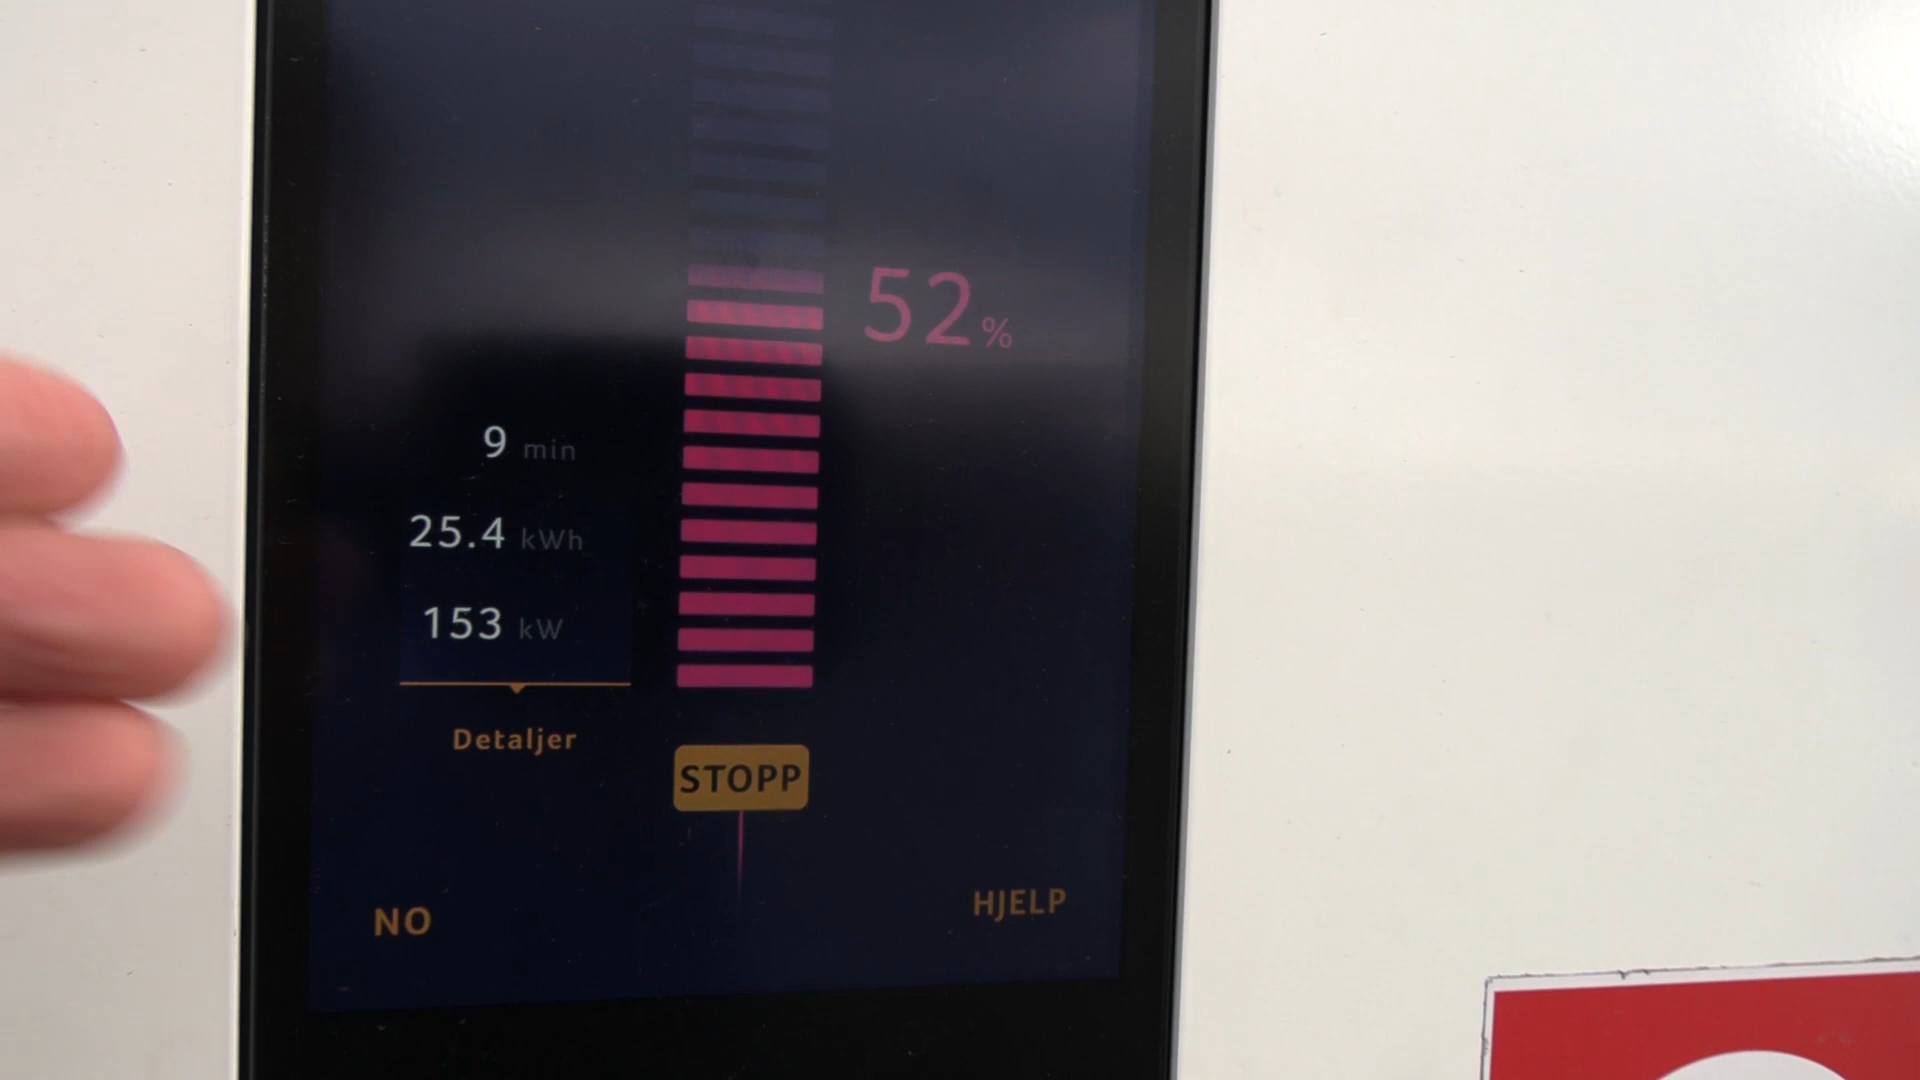 52%
9 min
25.4 kWh
153 kW
Detaljer
STOPP
NO
HJELP